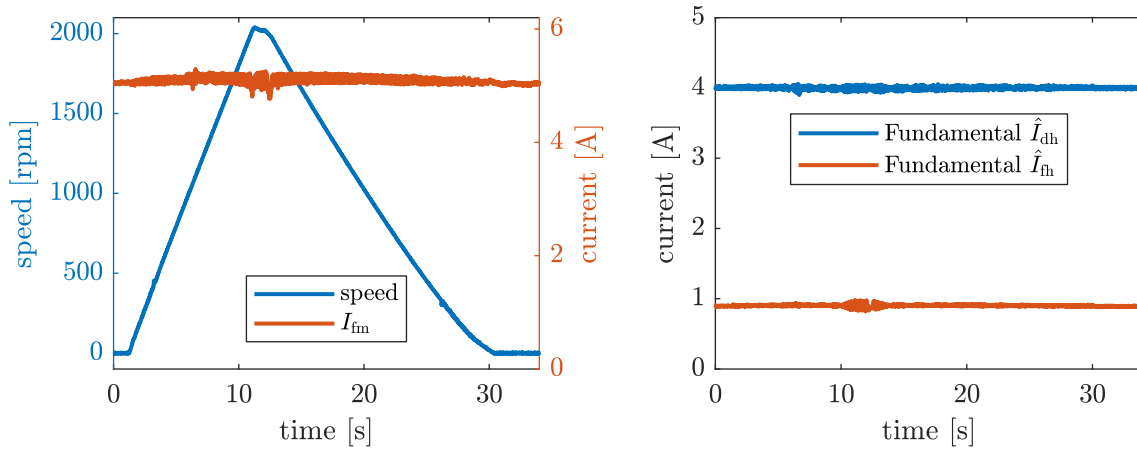 2000
1500
1000
500
0
speed [rpm]
6
4
2
0
current [A]
speed
I_fm
0 10 20 30
time [s]
5
4
3
2
1
0
current [A]
Fundamental Î_dh
Fundamental Î_fh
0 10 20 30
time [s]